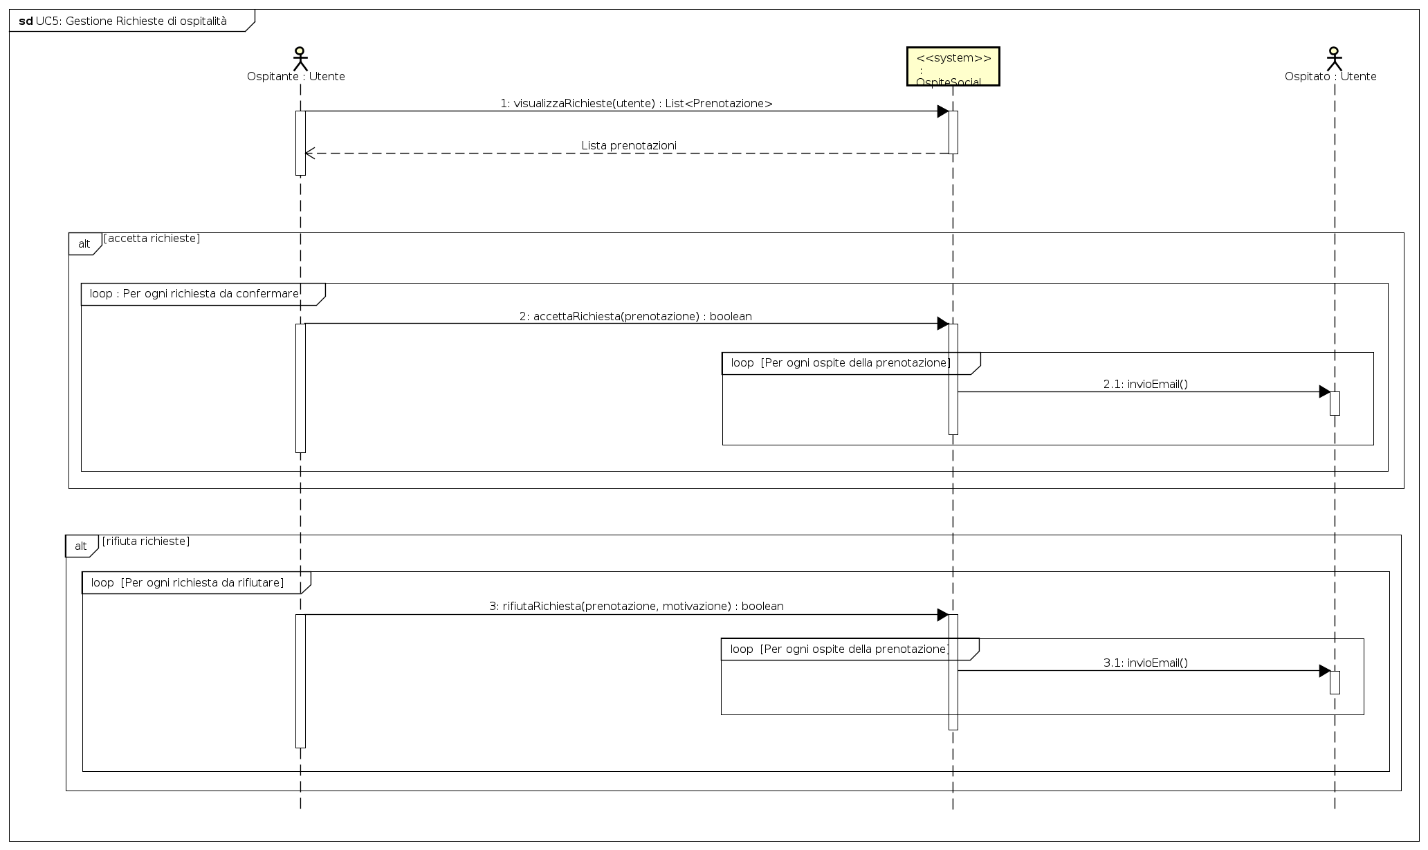 sd UC5: Gestione Richieste di ospitalità
Ospitante : Utente
<<system>>
:
OspiteSocial
Ospitato : Utente
1: visualizzaRichieste(utente) : List<Prenotazione>
Lista prenotazioni
alt [accetta richieste]
loop : Per ogni richiesta da confermare
2: accettaRichiesta(prenotazione) : boolean
loop [Per ogni ospite della prenotazione]
2.1: invioEmail()
alt [rifiuta richieste]
loop [Per ogni richiesta da rifiutare]
3: rifiutaRichiesta(prenotazione, motivazione) : boolean
loop [Per ogni ospite della prenotazione]
3.1: invioEmail()